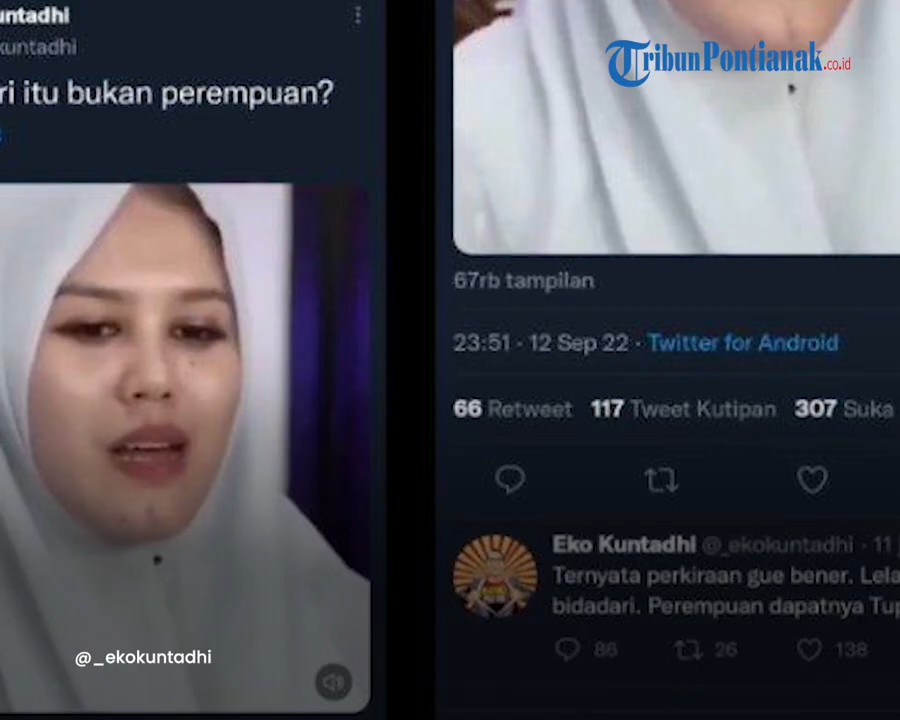 untadhi
kuntadhi
ri itu bukan perempuan?
@_ekokuntadhi
TribunPontianak.co.id
67rb tampilan
23:51 · 12 Sep 22 · Twitter for Android
66 Retweet 117 Tweet Kutipan 307 Suka
Eko Kuntadhi @_ekokuntadhi · 11
Ternyata perkiraan gue bener. Lela
bidadari. Perempuan dapatnya Tup
86 26 138